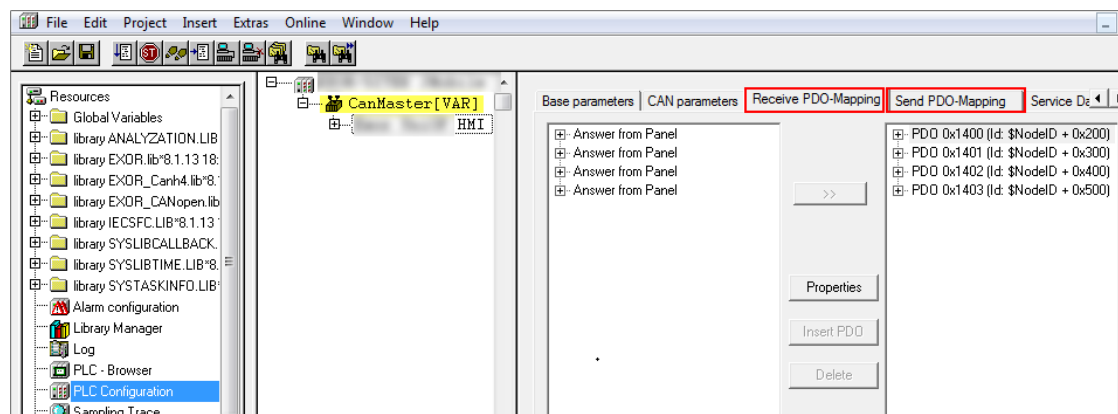 File Edit Project Insert Extras Online Window Help
Resources
Global Variables
library ANALYZATION.LIB
library EXOR.lib*8.1.13 18:
library EXOR_Canh4.lib*8.
library EXOR_CANopen.lib
library IECSFC.LIB*8.1.13
library SYSLIBCALLBACK.
library SYSLIBTIME.LIB*8.
library SYSTASKINFO.LIB
Alarm configuration
Library Manager
Log
PLC - Browser
PLC Configuration
Sampling Trace
CanMaster[VAR]
HMI
Base parameters CAN parameters Receive PDO-Mapping Send PDO-Mapping Service Da
Answer from Panel
Answer from Panel
Answer from Panel
Answer from Panel
>>
Properties
Insert PDO
Delete
PDO 0x1400 (Id: $NodeID + 0x200)
PDO 0x1401 (Id: $NodeID + 0x300)
PDO 0x1402 (Id: $NodeID + 0x400)
PDO 0x1403 (Id: $NodeID + 0x500)